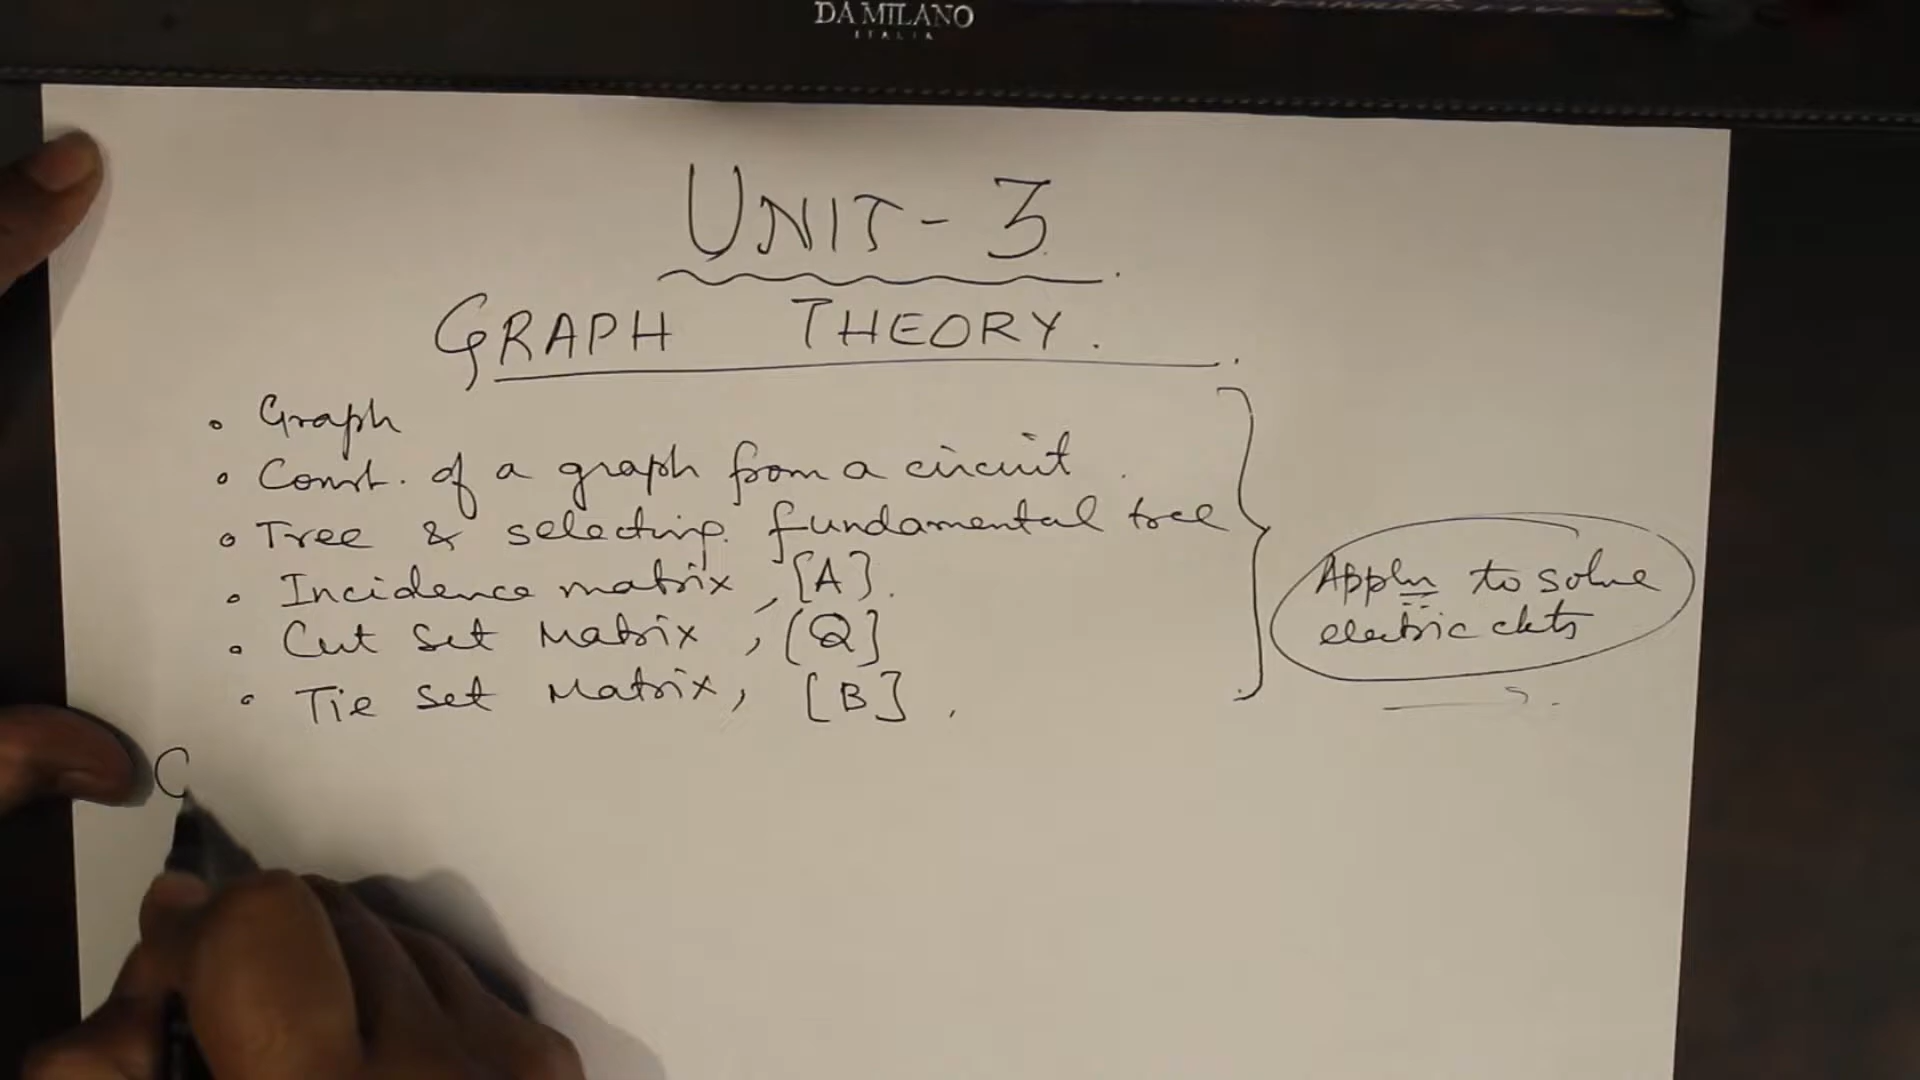 DA MILANO
ITALIA
UNIT - 3
GRAPH THEORY.
• Graph
• Const. of a graph from a circuit.
• Tree & selecting fundamental tree
• Incidence matrix, [A].
• Cut Set Matrix, [Q]
• Tie Set Matrix, [B].
Appln to solve
electric ckts
C